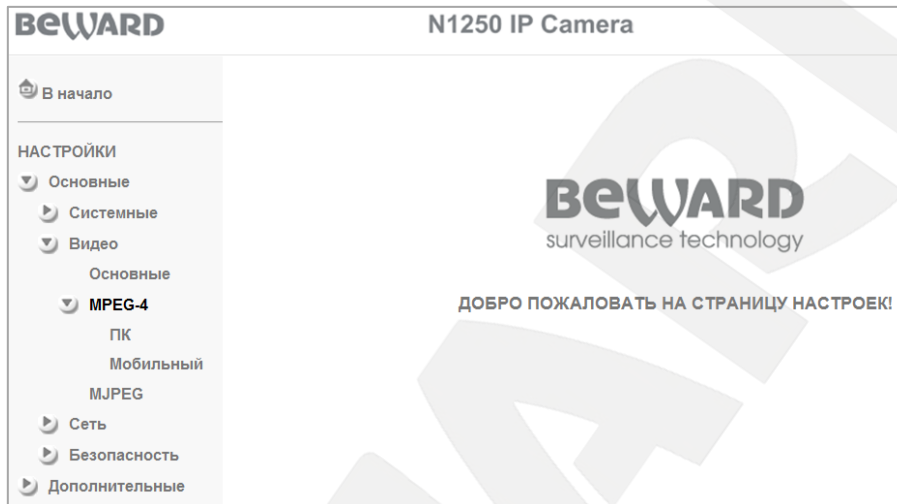 BEWARD
N1250 IP Camera
В начало
НАСТРОЙКИ
Основные
Системные
Видео
Основные
MPEG-4
ПК
Мобильный
MJPEG
Сеть
Безопасность
Дополнительные
BEWARD
surveillance technology
ДОБРО ПОЖАЛОВАТЬ НА СТРАНИЦУ НАСТРОЕК!